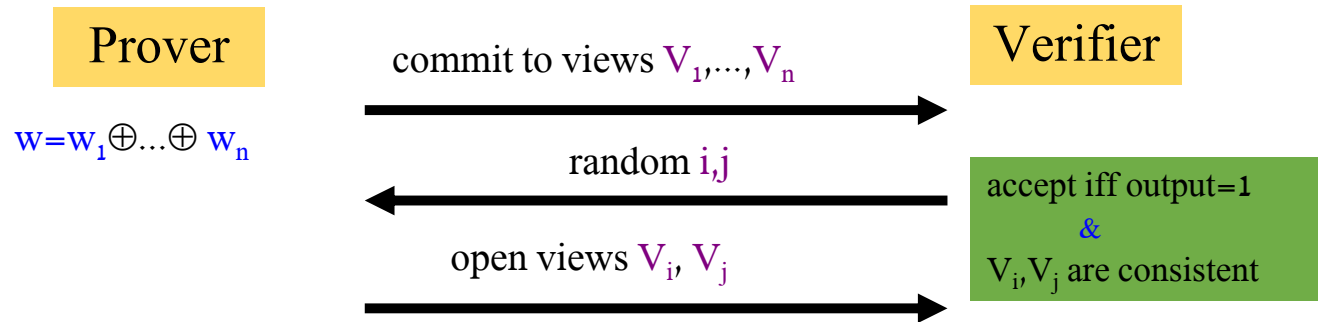 Prover
Verifier
commit to views V₁,...,Vₙ
w=w₁⊕...⊕ wₙ
random i,j
accept iff output=1
&
Vᵢ,Vⱼ are consistent
open views Vᵢ, Vⱼ